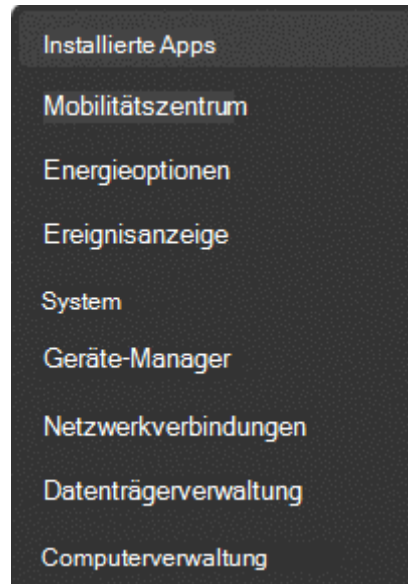 Installierte Apps
Mobilitätszentrum
Energieoptionen
Ereignisanzeige
System
Geräte-Manager
Netzwerkverbindungen
Datenträgerverwaltung
Computerverwaltung